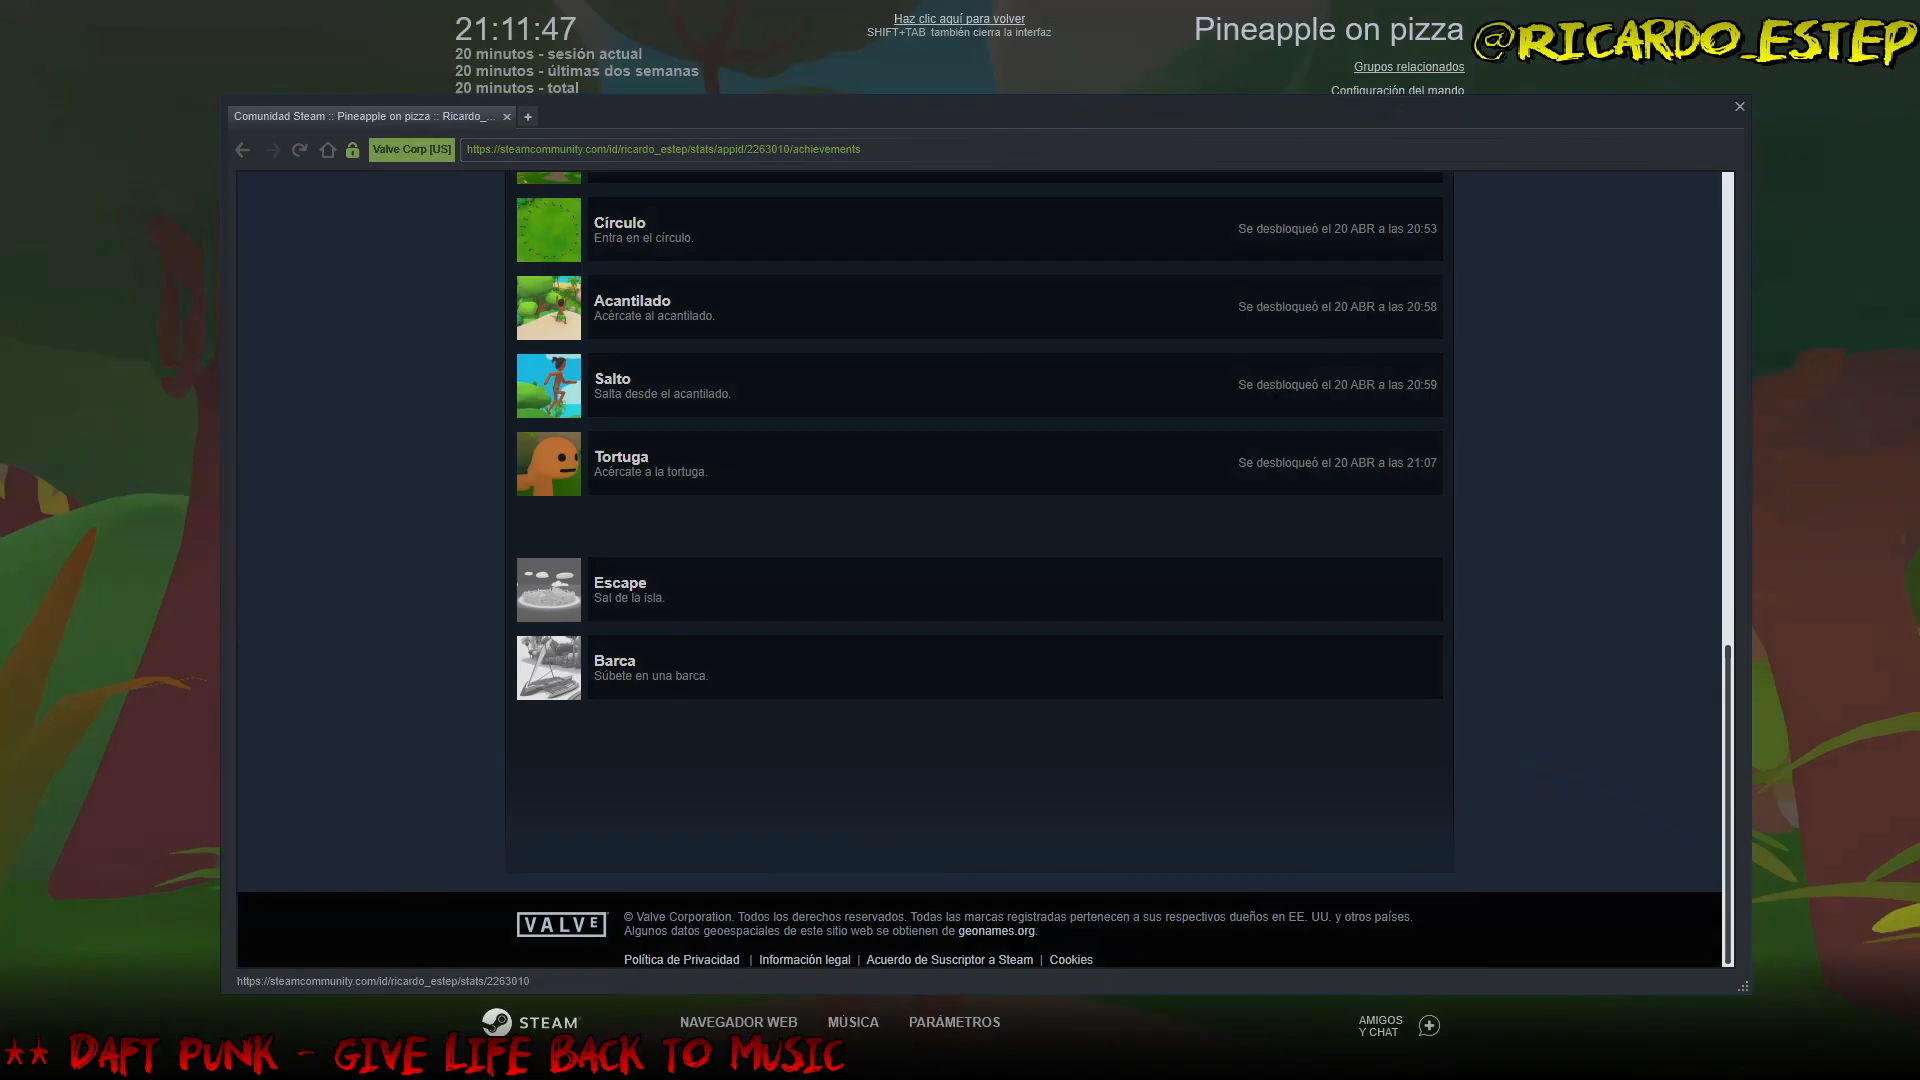 21:11:47
20 minutos - sesión actual
20 minutos - últimas dos semanas
20 minutos - total
Haz clic aquí para volver
SHIFT+TAB también cierra la interfaz
Pineapple on pizza
Grupos relacionados
Configuración del mando
@RICARDO_ESTEP
Comunidad Steam :: Pineapple on pizza :: Ricardo_...
Valve Corp [US]
https://steamcommunity.com/id/ricardo_estep/stats/appid/2263010/achievements
Círculo
Entra en el círculo.
Se desbloqueó el 20 ABR a las 20:53
Acantilado
Acércate al acantilado.
Se desbloqueó el 20 ABR a las 20:58
Salto
Salta desde el acantilado.
Se desbloqueó el 20 ABR a las 20:59
Tortuga
Acércate a la tortuga.
Se desbloqueó el 20 ABR a las 21:07
Escape
Sal de la isla.
Barca
Súbete en una barca.
VALVE
© Valve Corporation. Todos los derechos reservados. Todas las marcas registradas pertenecen a sus respectivos dueños en EE. UU. y otros países.
Algunos datos geoespaciales de este sitio web se obtienen de geonames.org.
Política de Privacidad | Información legal | Acuerdo de Suscriptor a Steam | Cookies
https://steamcommunity.com/id/ricardo_estep/stats/2263010
STEAM
NAVEGADOR WEB
MÚSICA
PARÁMETROS
AMIGOS
Y CHAT
** DAFT PUNK - GIVE LIFE BACK TO MUSIC